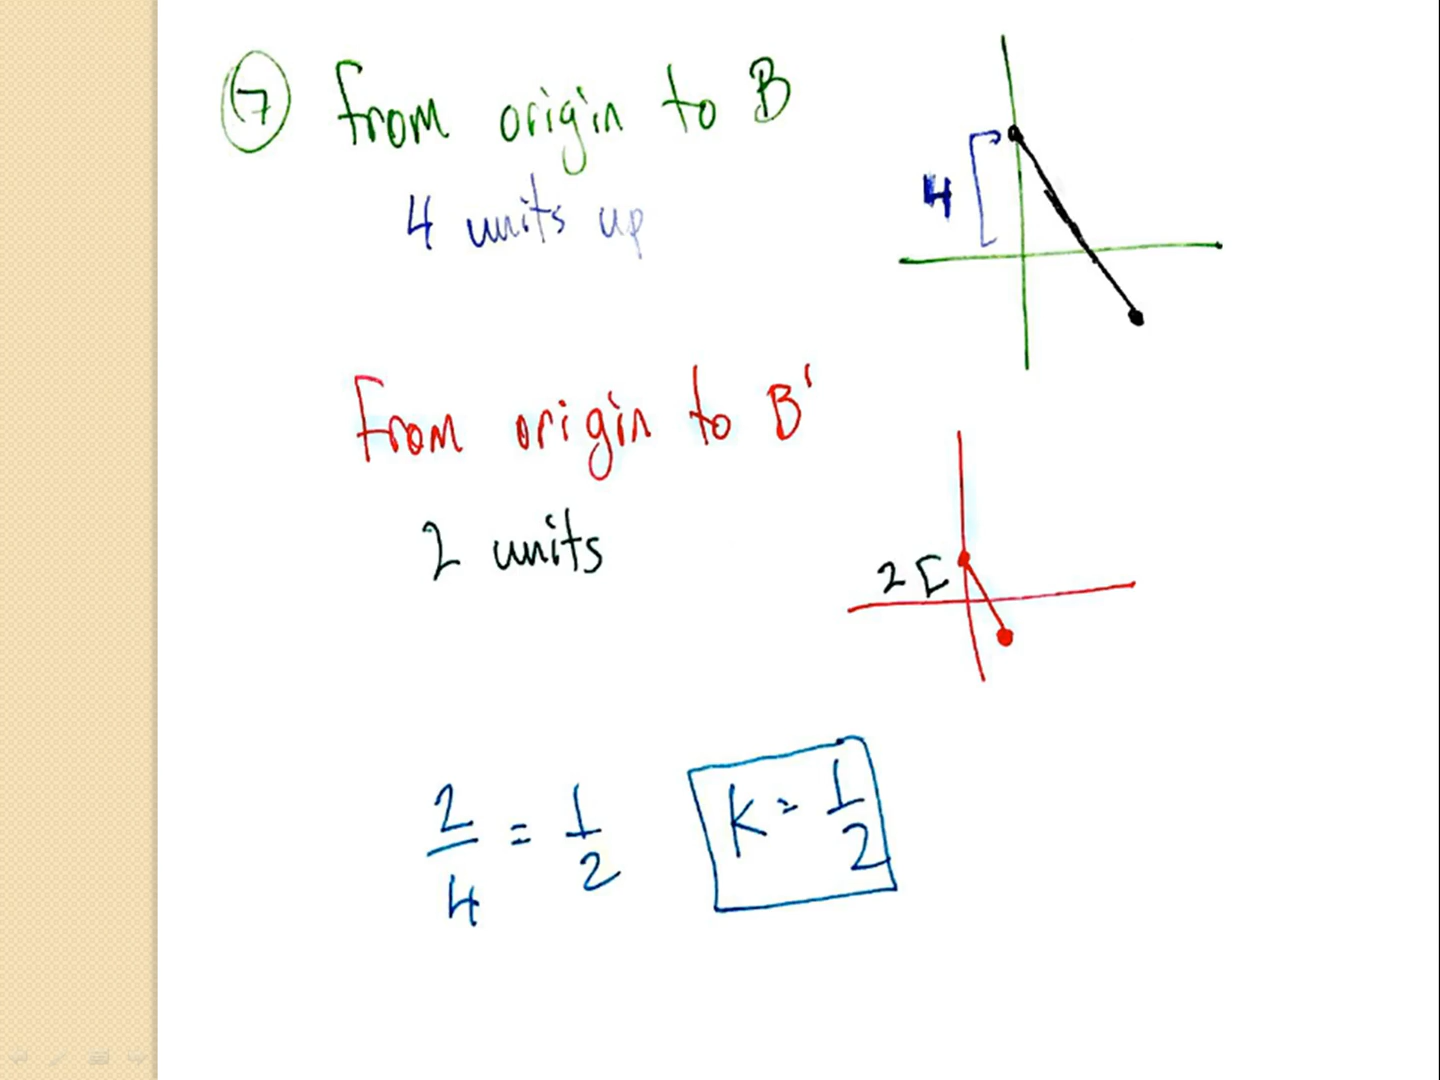 7 from origin to B
4 units up
4
From origin to B'
2 units
2
2/4 = 1/2
K = 1/2